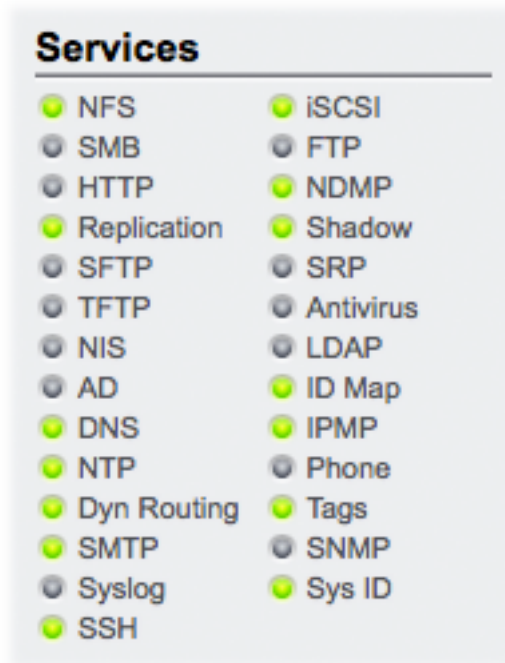 Services
NFS iSCSI
SMB FTP
HTTP NDMP
Replication Shadow
SFTP SRP
TFTP Antivirus
NIS LDAP
AD ID Map
DNS IPMP
NTP Phone
Dyn Routing Tags
SMTP SNMP
Syslog Sys ID
SSH